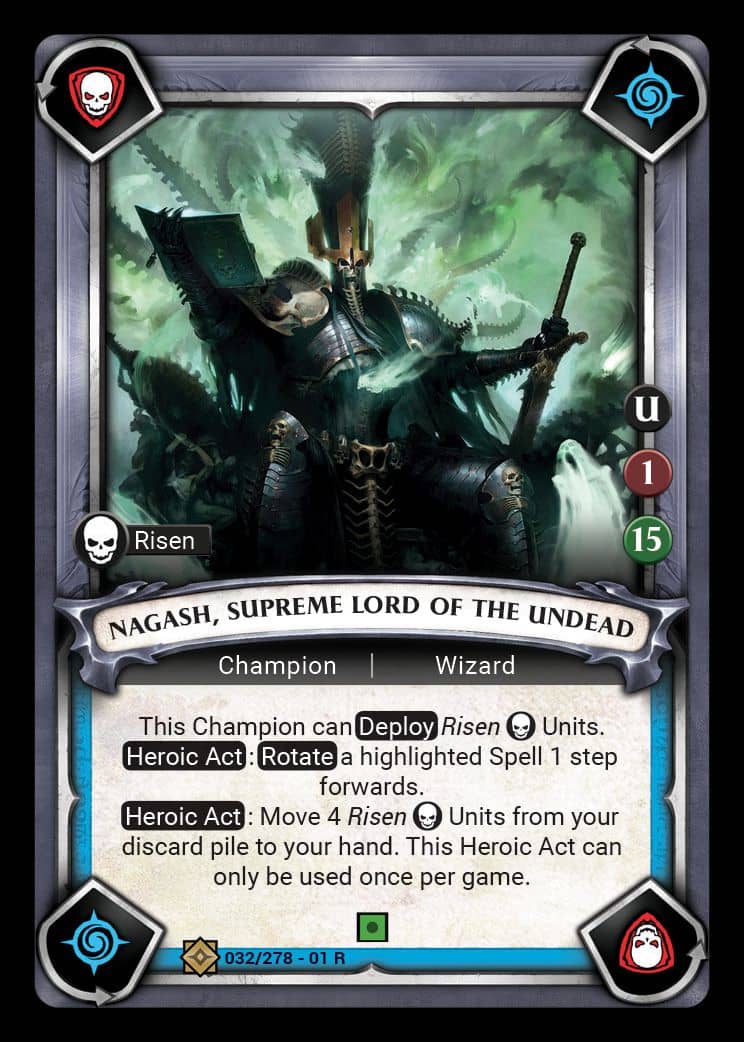 U
1
15
Risen
NAGASH, SUPREME LORD OF THE UNDEAD
Champion | Wizard
This Champion can Deploy Risen Units.
Heroic Act: Rotate a highlighted Spell 1 step
forwards.
Heroic Act: Move 4 Risen Units from your
discard pile to your hand. This Heroic Act can
only be used once per game.
032/278 - 01 R